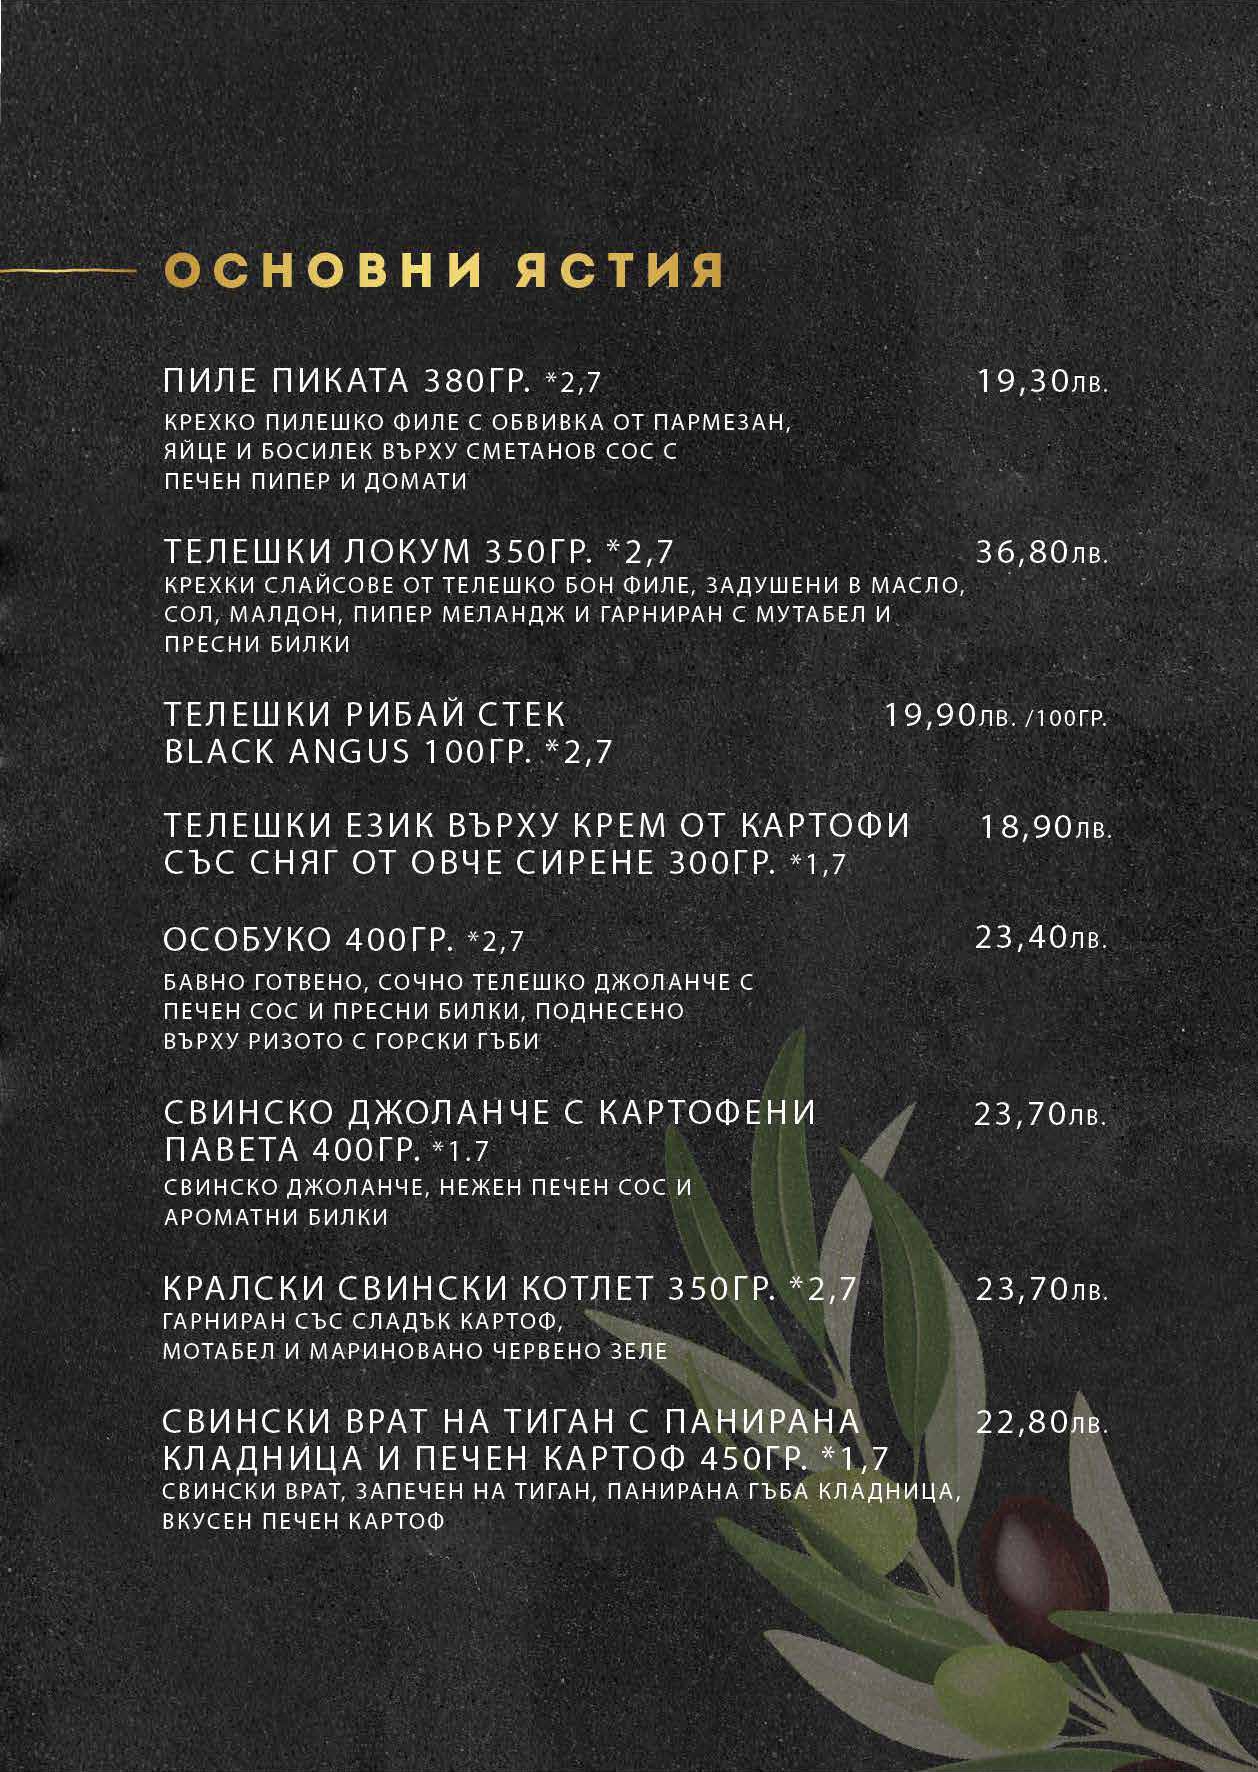 ОСНОВНИ ЯСТИЯ
ПИЛЕ ПИКАТА 380ГР. *2,7 19,30ЛВ.
КРЕХКО ПИЛЕШКО ФИЛЕ С ОБВИВКА ОТ ПАРМЕЗАН,
ЯЙЦЕ И БОСИЛЕК ВЪРХУ СМЕТАНОВ СОС С
ПЕЧЕН ПИПЕР И ДОМАТИ
ТЕЛЕШКИ ЛОКУМ 350ГР. *2,7 36,80ЛВ.
КРЕХКИ СЛАЙСОВЕ ОТ ТЕЛЕШКО БОН ФИЛЕ, ЗАДУШЕНИ В МАСЛО,
СОЛ, МАЛДОН, ПИПЕР МЕЛАНДЖ И ГАРНИРАН С МУТАБЕЛ И
ПРЕСНИ БИЛКИ
ТЕЛЕШКИ РИБАЙ СТЕК 19,90ЛВ. /100ГР.
BLACK ANGUS 100ГР. *2,7
ТЕЛЕШКИ ЕЗИК ВЪРХУ КРЕМ ОТ КАРТОФИ 18,90ЛВ.
СЪС СНЯГ ОТ ОВЧЕ СИРЕНЕ 300ГР. *1,7
ОСОБУКО 400ГР. *2,7 23,40ЛВ.
БАВНО ГОТВЕНО, СОЧНО ТЕЛЕШКО ДЖОЛАНЧЕ С
ПЕЧЕН СОС И ПРЕСНИ БИЛКИ, ПОДНЕСЕНО
ВЪРХУ РИЗОТО С ГОРСКИ ГЪБИ
СВИНСКО ДЖОЛАНЧЕ С КАРТОФЕНИ 23,70ЛВ.
ПАВЕТА 400ГР. *1.7
СВИНСКО ДЖОЛАНЧЕ, НЕЖЕН ПЕЧЕН СОС И
АРОМАТНИ БИЛКИ
КРАЛСКИ СВИНСКИ КОТЛЕТ 350ГР. *2,7 23,70ЛВ.
ГАРНИРАН СЪС СЛАДЪК КАРТОФ,
МОТАБЕЛ И МАРИНОВАНО ЧЕРВЕНО ЗЕЛЕ
СВИНСКИ ВРАТ НА ТИГАН С ПАНИРАНА 22,80ЛВ.
КЛАДНИЦА И ПЕЧЕН КАРТОФ 450ГР. *1,7
СВИНСКИ ВРАТ, ЗАПЕЧЕН НА ТИГАН, ПАНИРАНА ГЪБА КЛАДНИЦА,
ВКУСЕН ПЕЧЕН КАРТОФ